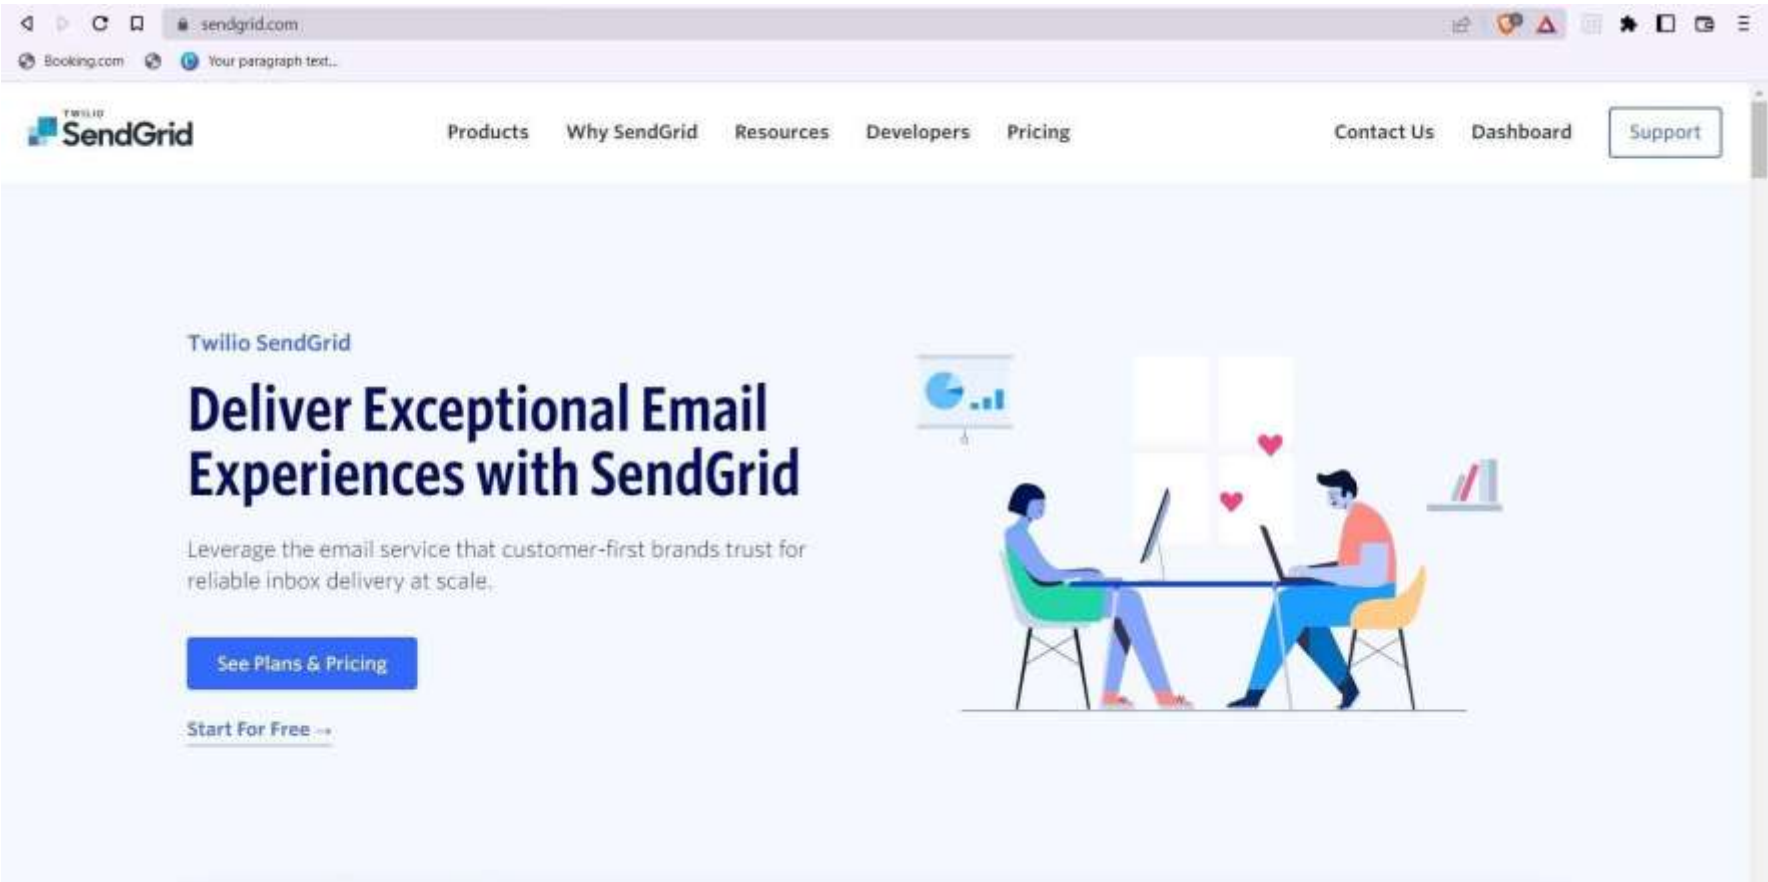 sendgrid.com
Booking.com
Your paragraph text...
TWILIO
SendGrid
Products Why SendGrid Resources Developers Pricing Contact Us Dashboard Support
Twilio SendGrid
Deliver Exceptional Email
Experiences with SendGrid
Leverage the email service that customer-first brands trust for
reliable inbox delivery at scale.
See Plans & Pricing
Start For Free →